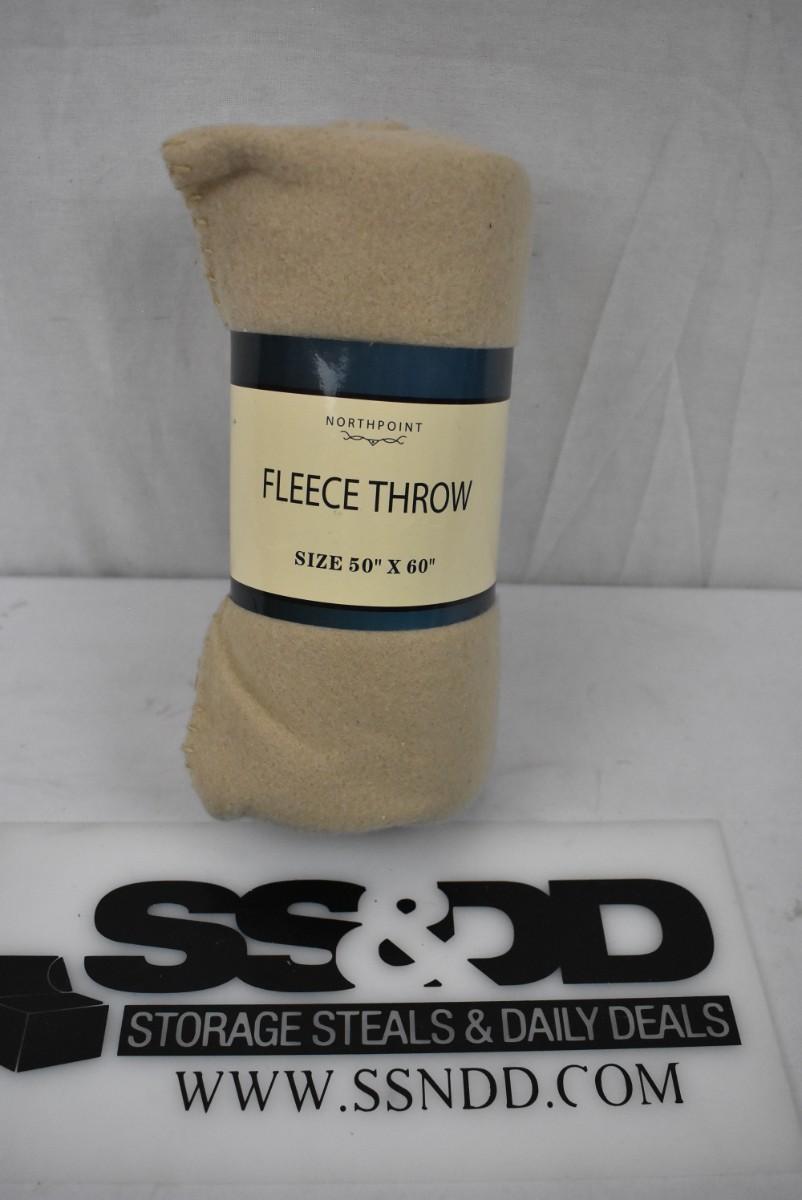 NORTHPOINT
FLEECE THROW
SIZE 50" X 60"
SS&DD
STORAGE STEALS & DAILY DEALS
WWW.SSNDD.COM